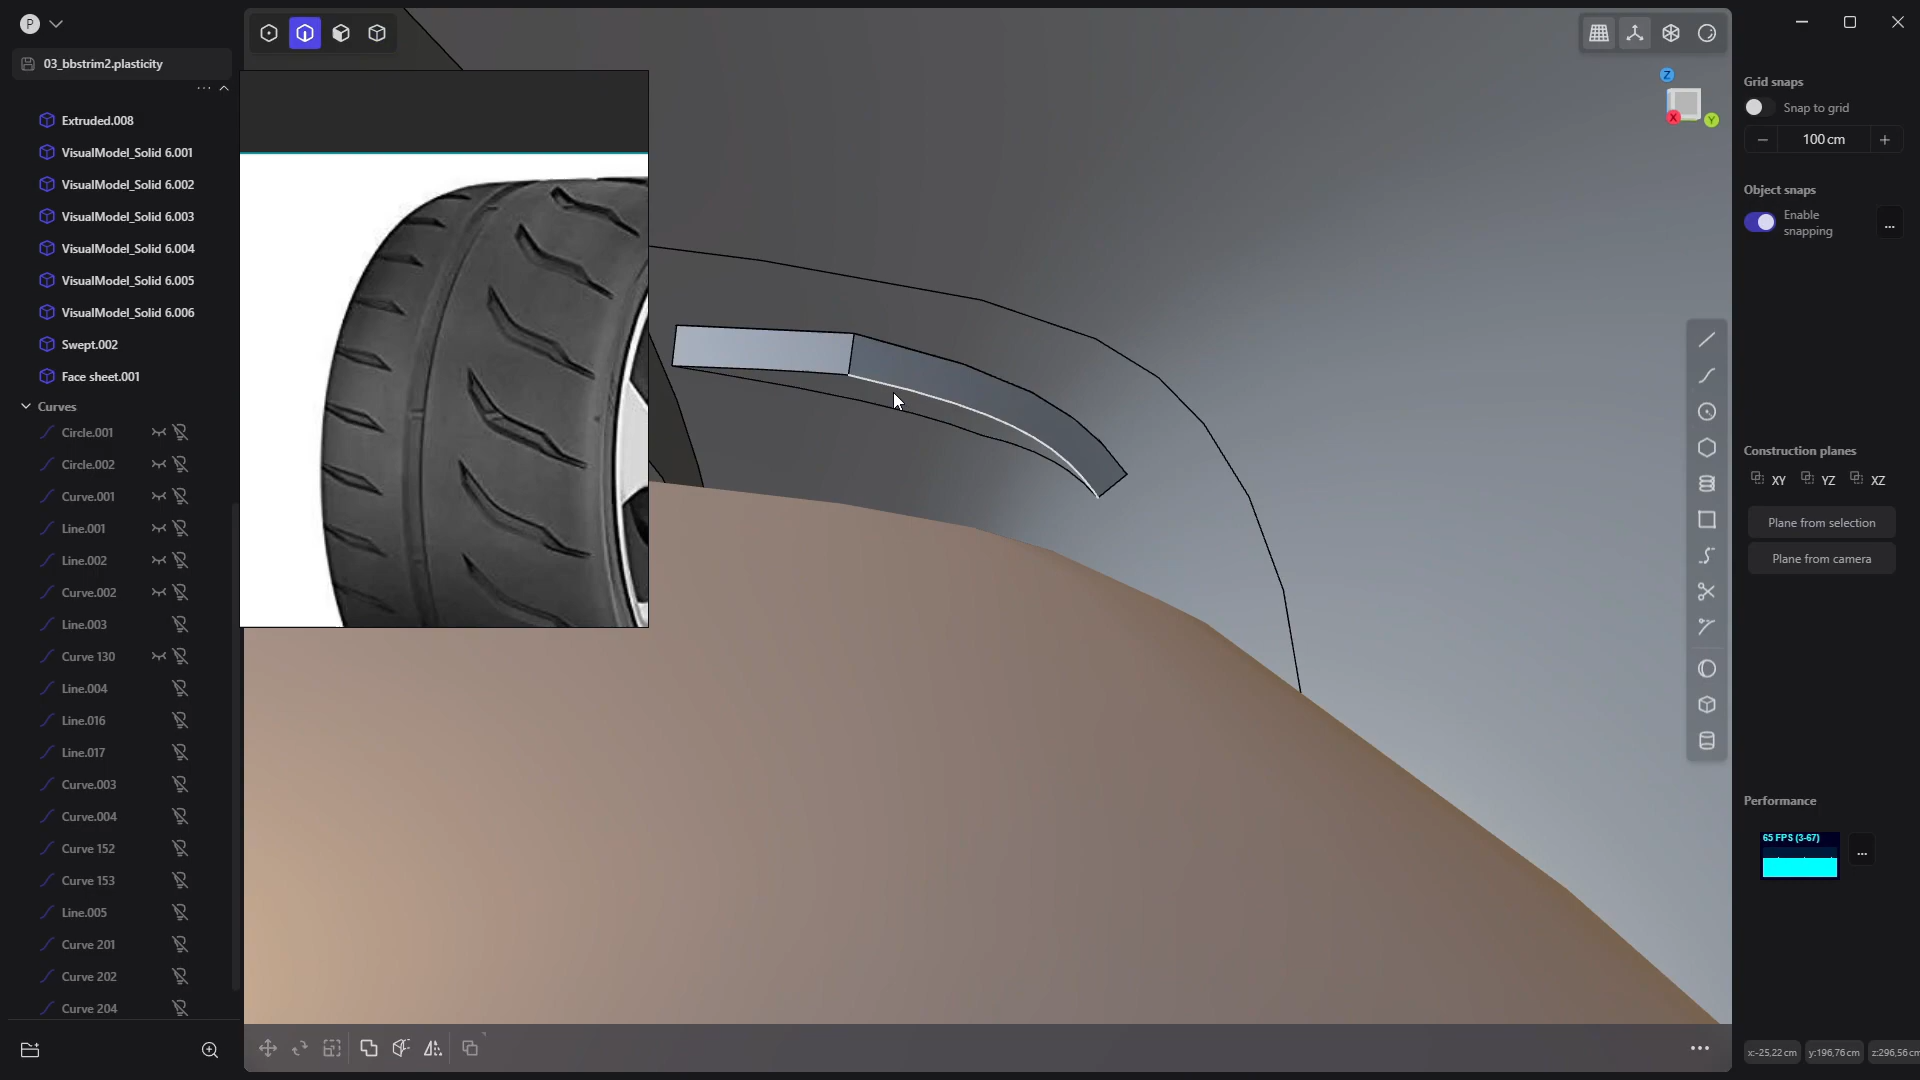 P
03_bbstrim2.plasticity
Extruded.008
VisualModel_Solid 6.001
VisualModel_Solid 6.002
VisualModel_Solid 6.003
VisualModel_Solid 6.004
VisualModel_Solid 6.005
VisualModel_Solid 6.006
Swept.002
Face sheet.001
Curves
Circle.001
Circle.002
Curve.001
Line.001
Line.002
Curve.002
Line.003
Curve 130
Line.004
Line.016
Line.017
Curve.003
Curve.004
Curve 152
Curve 153
Line.005
Curve 201
Curve 202
Curve 204
Z
X
Y
Grid snaps
Snap to grid
100 cm
Object snaps
Enable
snapping
...
Construction planes
XY YZ XZ
Plane from selection
Plane from camera
Performance
65 FPS (3-67)
...
x:-25,22 cm y:196,76 cm z:296,56 cm